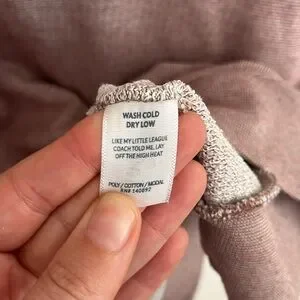 WASH COLD
DRY LOW
LIKE MY LITTLE LEAGUE
COACH TOLD ME, LAY
OFF THE HIGH HEAT
POLY / COTTON / MODAL
RN# 140892